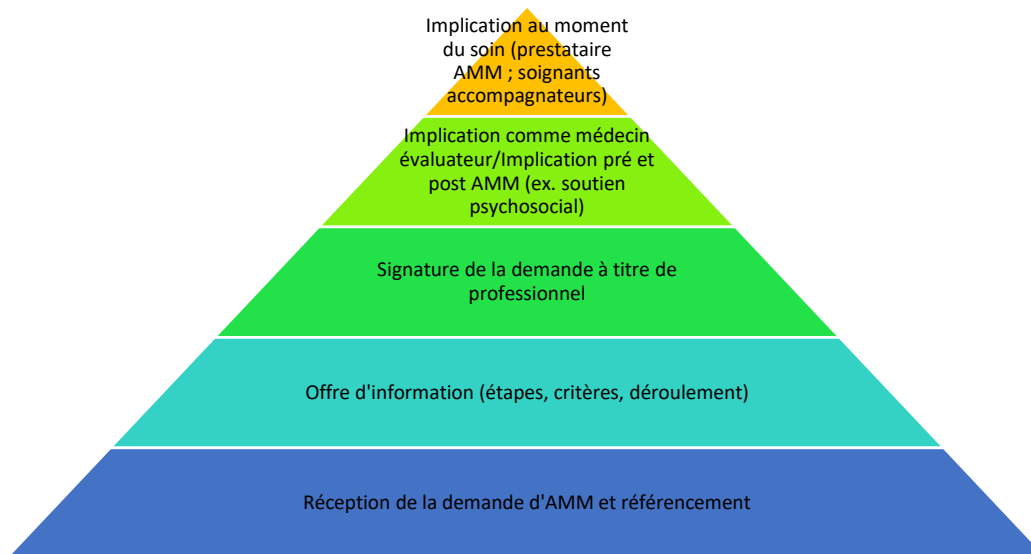 Implication au moment
du soin (prestataire
AMM ; soignants
accompagnateurs)
Implication comme médecin
évaluateur/Implication pré et
post AMM (ex. soutien
psychosocial)
Signature de la demande à titre de
professionnel
Offre d'information (étapes, critères, déroulement)
Réception de la demande d'AMM et référencement